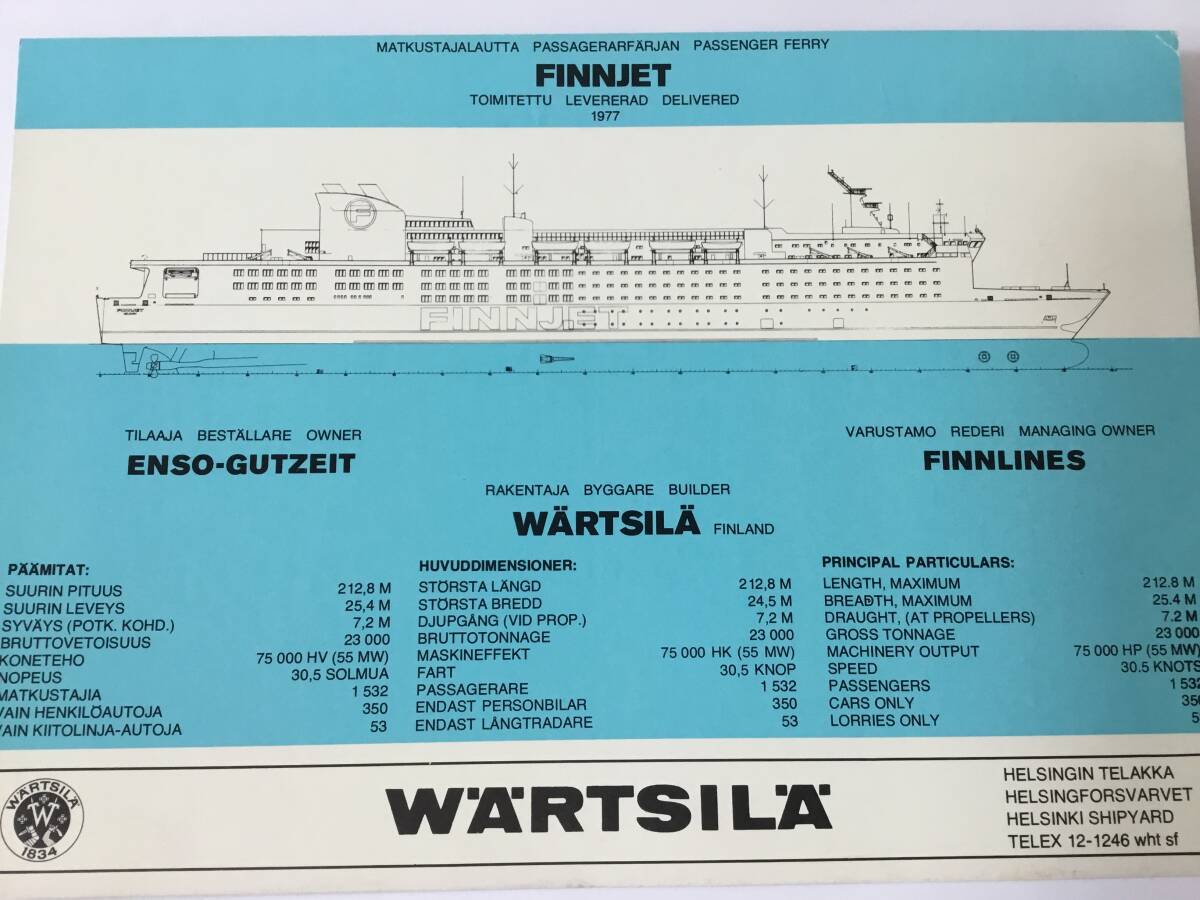 MATKUSTAJALAUTTA PASSAGERARFÄRJAN PASSENGER FERRY
FINNJET
TOIMITETTU LEVERERAD DELIVERED
1977
F
FINNJET
FINNJET
TILAAJA BESTÄLLARE OWNER
ENSO-GUTZEIT
VARUSTAMO REDERI MANAGING OWNER
FINNLINES
RAKENTAJA BYGGARE BUILDER
WÄRTSILÄ FINLAND
PÄÄMITAT:
SUURIN PITUUS 212,8 M
SUURIN LEVEYS 25,4 M
SYVÄYS (POTK. KOHD.) 7,2 M
BRUTTOVETOISUUS 23 000
KONETEHO 75 000 HV (55 MW)
NOPEUS 30,5 SOLMUA
MATKUSTAJIA 1 532
VAIN HENKILÖAUTOJA 350
VAIN KIITOLINJA-AUTOJA 53
HUVUDDIMENSIONER:
STÖRSTA LÄNGD 212,8 M
STÖRSTA BREDD 24,5 M
DJUPGÅNG (VID PROP.) 7,2 M
BRUTTOTONNAGE 23 000
MASKINEFFEKT 75 000 HK (55 MW)
FART 30,5 KNOP
PASSAGERARE 1 532
ENDAST PERSONBILAR 350
ENDAST LÅNGTRADARE 53
PRINCIPAL PARTICULARS:
LENGTH, MAXIMUM 212.8 M
BREADTH, MAXIMUM 25.4 M
DRAUGHT, (AT PROPELLERS) 7.2 M
GROSS TONNAGE 23 000
MACHINERY OUTPUT 75 000 HP (55 MW)
SPEED 30.5 KNOTS
PASSENGERS 1 532
CARS ONLY 350
LORRIES ONLY 5
WÄRTSILÄ
W
1834
WÄRTSILÄ
HELSINGIN TELAKKA
HELSINGFORSVARVET
HELSINKI SHIPYARD
TELEX 12-1246 wht sf